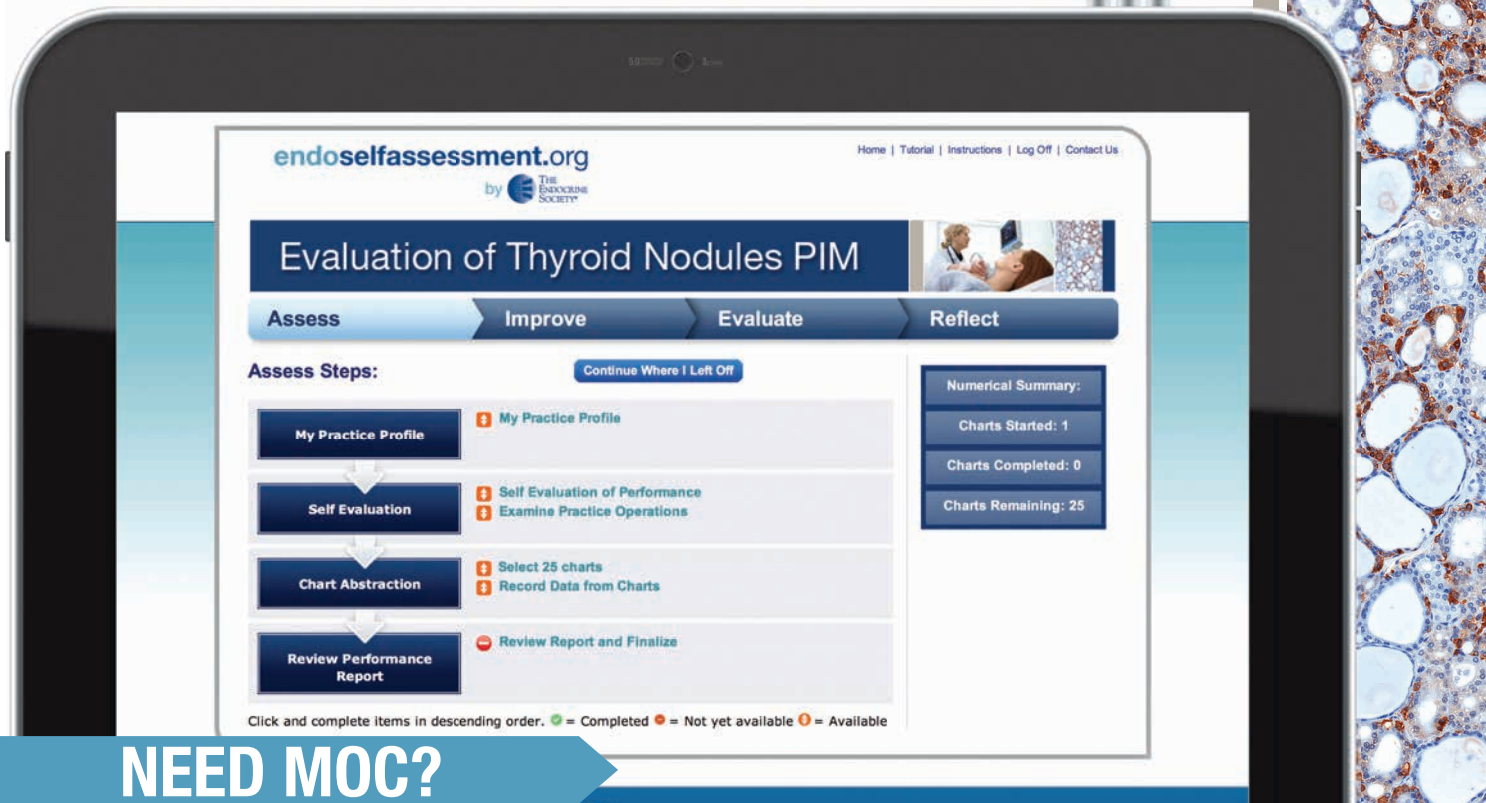 endoselfassessment.org
by THE ENDOCRINE SOCIETY®
Home | Tutorial | Instructions | Log Off | Contact Us
Evaluation of Thyroid Nodules PIM
Assess Improve Evaluate Reflect
Assess Steps:
Continue Where I Left Off
My Practice Profile
My Practice Profile
Self Evaluation
Self Evaluation of Performance
Examine Practice Operations
Chart Abstraction
Select 25 charts
Record Data from Charts
Review Performance Report
Review Report and Finalize
Numerical Summary:
Charts Started: 1
Charts Completed: 0
Charts Remaining: 25
Click and complete items in descending order. = Completed = Not yet available = Available
NEED MOC?